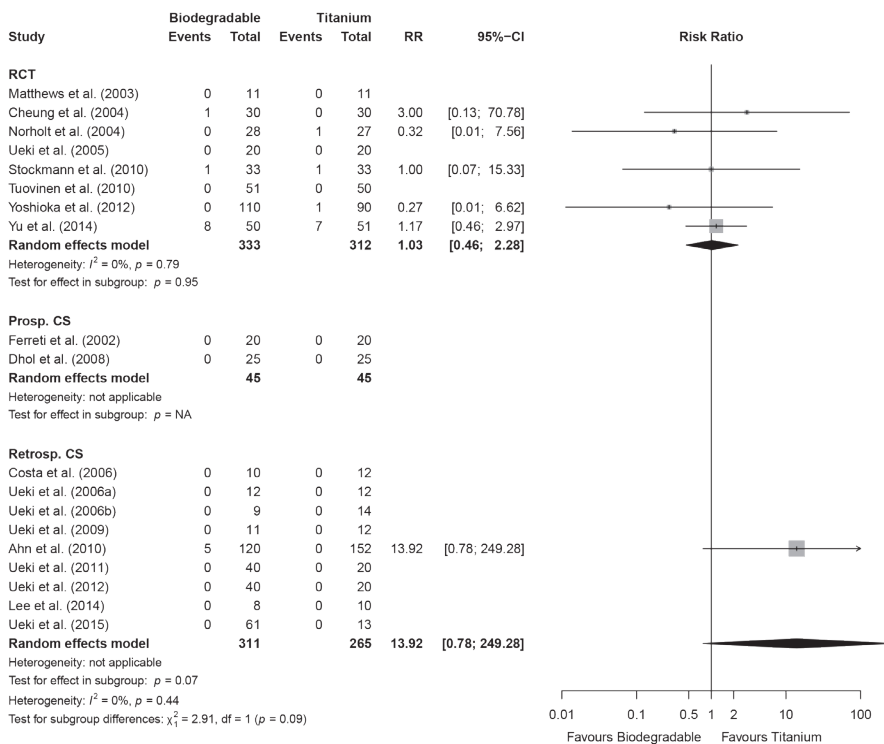 Biodegradable Titanium
Study Events Total Events Total RR 95%−CI Risk Ratio
RCT
Matthews et al. (2003) 0 11 0 11
Cheung et al. (2004) 1 30 0 30 3.00 [0.13; 70.78]
Norholt et al. (2004) 0 28 1 27 0.32 [0.01; 7.56]
Ueki et al. (2005) 0 20 0 20
Stockmann et al. (2010) 1 33 1 33 1.00 [0.07; 15.33]
Tuovinen et al. (2010) 0 51 0 50
Yoshioka et al. (2012) 0 110 1 90 0.27 [0.01; 6.62]
Yu et al. (2014) 8 50 7 51 1.17 [0.46; 2.97]
Random effects model 333 312 1.03 [0.46; 2.28]
Heterogeneity: I² = 0%, p = 0.79
Test for effect in subgroup: p = 0.95
Prosp. CS
Ferreti et al. (2002) 0 20 0 20
Dhol et al. (2008) 0 25 0 25
Random effects model 45 45
Heterogeneity: not applicable
Test for effect in subgroup: p = NA
Retrosp. CS
Costa et al. (2006) 0 10 0 12
Ueki et al. (2006a) 0 12 0 12
Ueki et al. (2006b) 0 9 0 14
Ueki et al. (2009) 0 11 0 12
Ahn et al. (2010) 5 120 0 152 13.92 [0.78; 249.28]
Ueki et al. (2011) 0 40 0 20
Ueki et al. (2012) 0 40 0 20
Lee et al. (2014) 0 8 0 10
Ueki et al. (2015) 0 61 0 13
Random effects model 311 265 13.92 [0.78; 249.28]
Heterogeneity: not applicable
Test for effect in subgroup: p = 0.07
Heterogeneity: I² = 0%, p = 0.44
Test for subgroup differences: χ²₁ = 2.91, df = 1 (p = 0.09)
0.01 0.1 0.5 1 2 10 100
Favours Biodegradable Favours Titanium